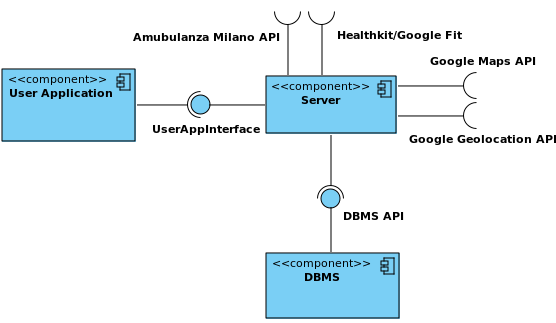 Amubulanza Milano API
Healthkit/Google Fit
Google Maps API
<<component>>
User Application
<<component>>
Server
UserAppInterface
Google Geolocation API
DBMS API
<<component>>
DBMS